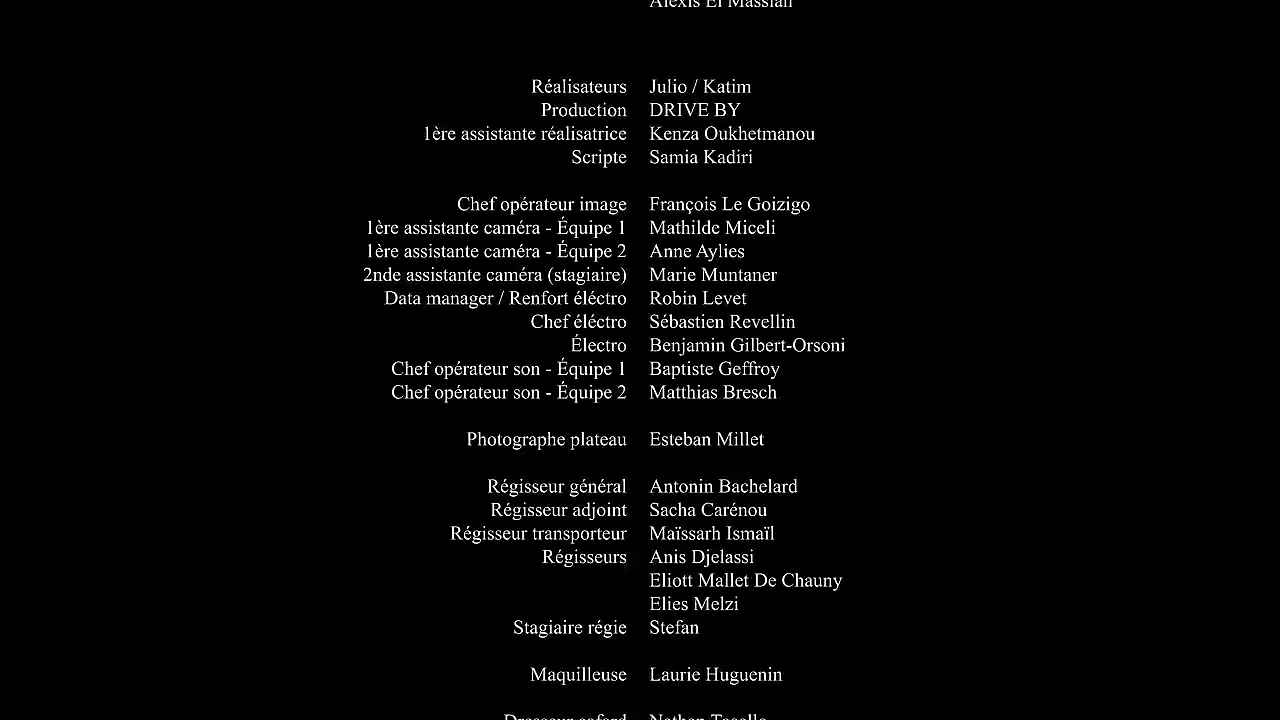 Alexis El Massiah
Réalisateurs Julio / Katim
Production DRIVE BY
1ère assistante réalisatrice Kenza Oukhetmanou
Scripte Samia Kadiri
Chef opérateur image François Le Goizigo
1ère assistante caméra - Équipe 1 Mathilde Miceli
1ère assistante caméra - Équipe 2 Anne Aylies
2nde assistante caméra (stagiaire) Marie Muntaner
Data manager / Renfort éléctro Robin Levet
Chef éléctro Sébastien Revellin
Électro Benjamin Gilbert-Orsoni
Chef opérateur son - Équipe 1 Baptiste Geffroy
Chef opérateur son - Équipe 2 Matthias Bresch
Photographe plateau Esteban Millet
Régisseur général Antonin Bachelard
Régisseur adjoint Sacha Carénou
Régisseur transporteur Maïssarh Ismaïl
Régisseurs Anis Djelassi
Eliott Mallet De Chauny
Elies Melzi
Stagiaire régie Stefan
Maquilleuse Laurie Huguenin
Dresseur Nathan